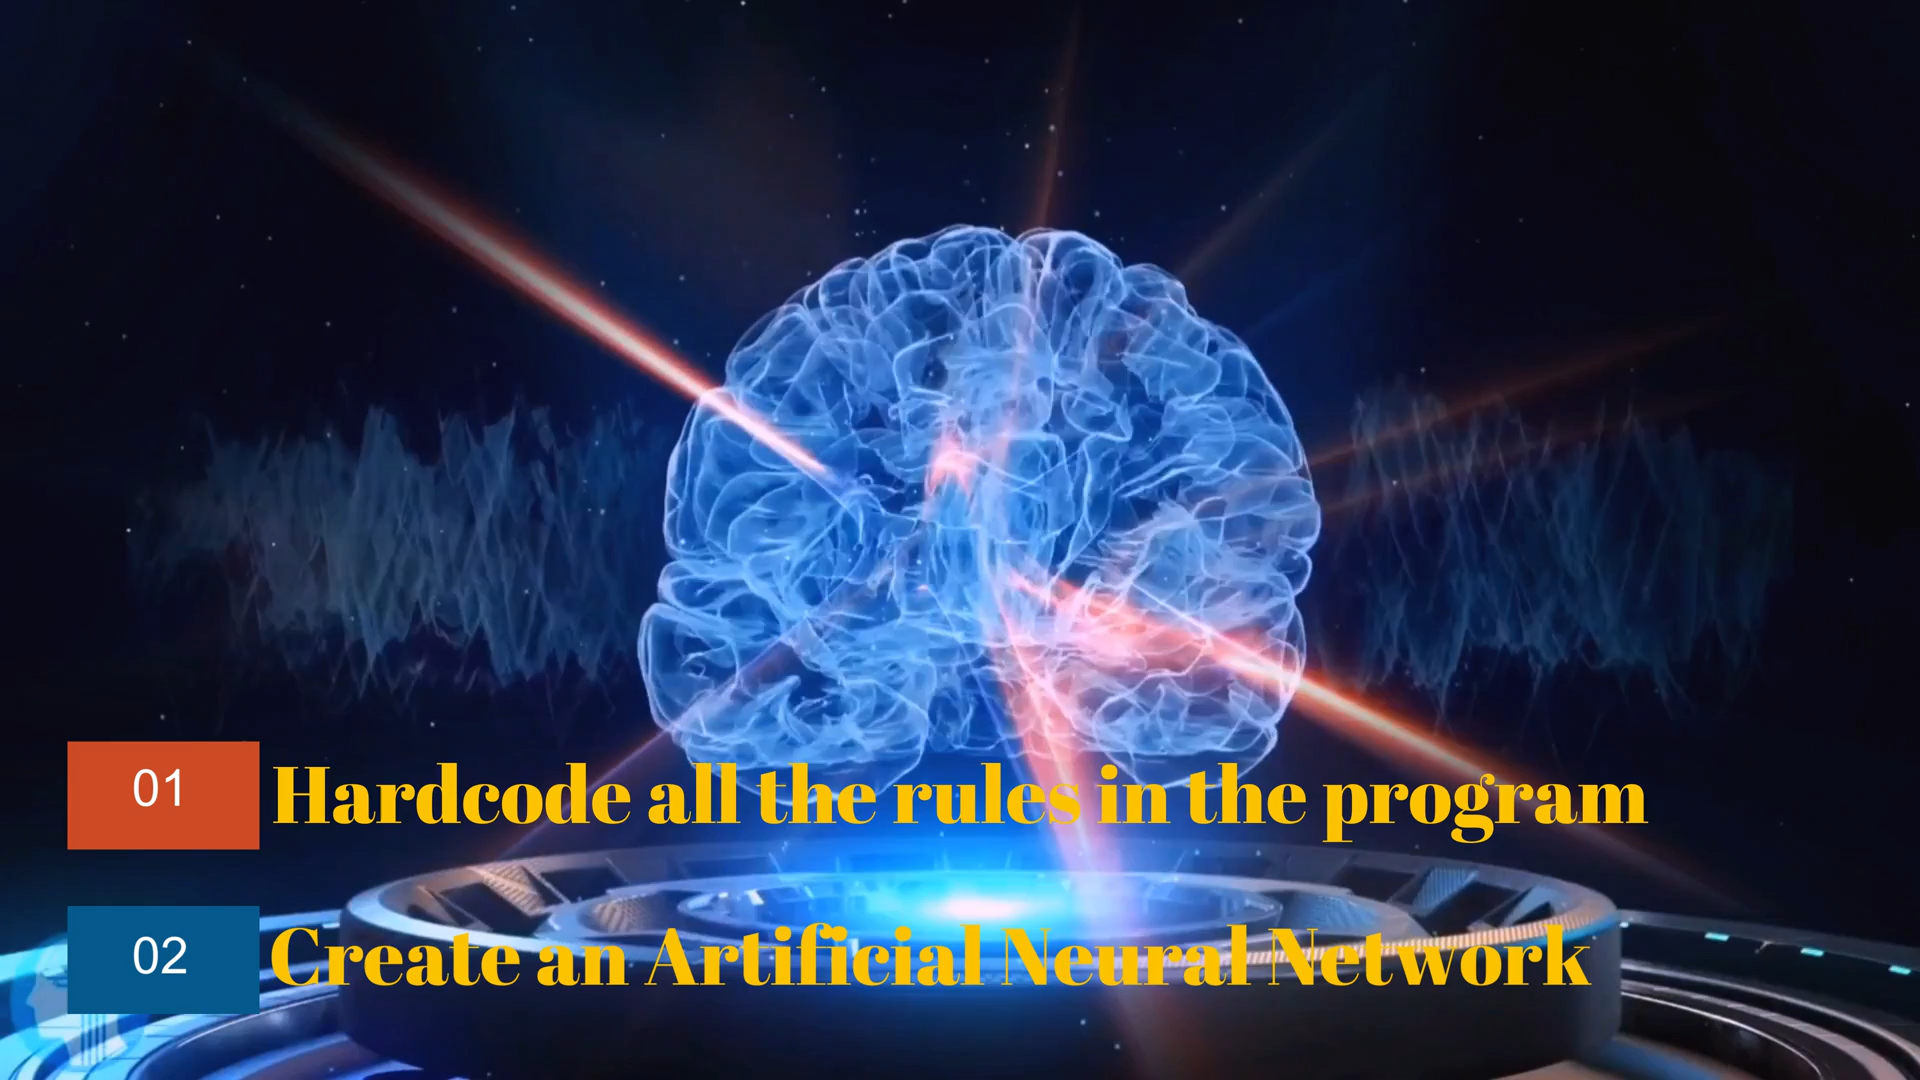 01 Hardcode all the rules in the program
02 Create an Artificial Neural Network